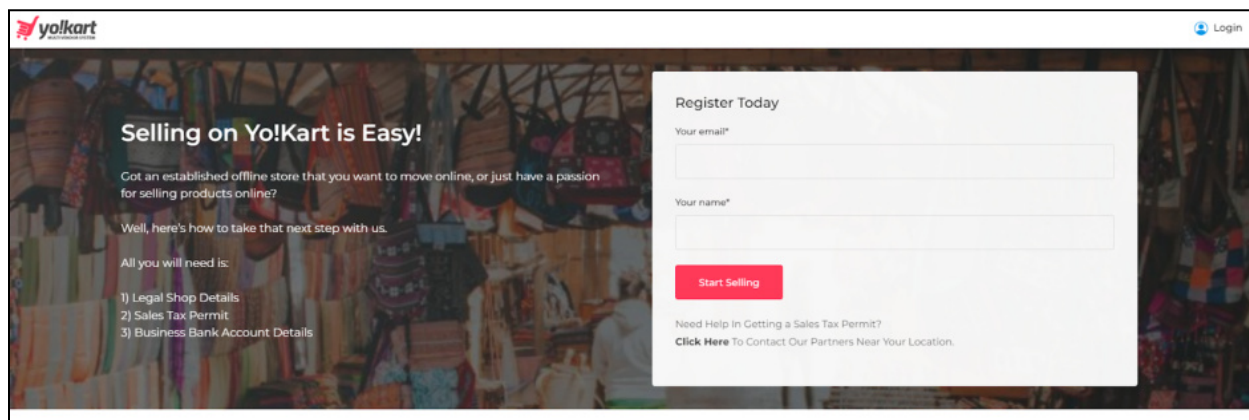 yo!kart
MULTIVENDOR SYSTEM
Login
Selling on Yo!Kart is Easy!
Got an established offline store that you want to move online, or just have a passion
for selling products online?
Well, here's how to take that next step with us.
All you will need is:
1) Legal Shop Details
2) Sales Tax Permit
3) Business Bank Account Details
Register Today
Your email*
Your name*
Start Selling
Need Help In Getting a Sales Tax Permit?
Click Here To Contact Our Partners Near Your Location.